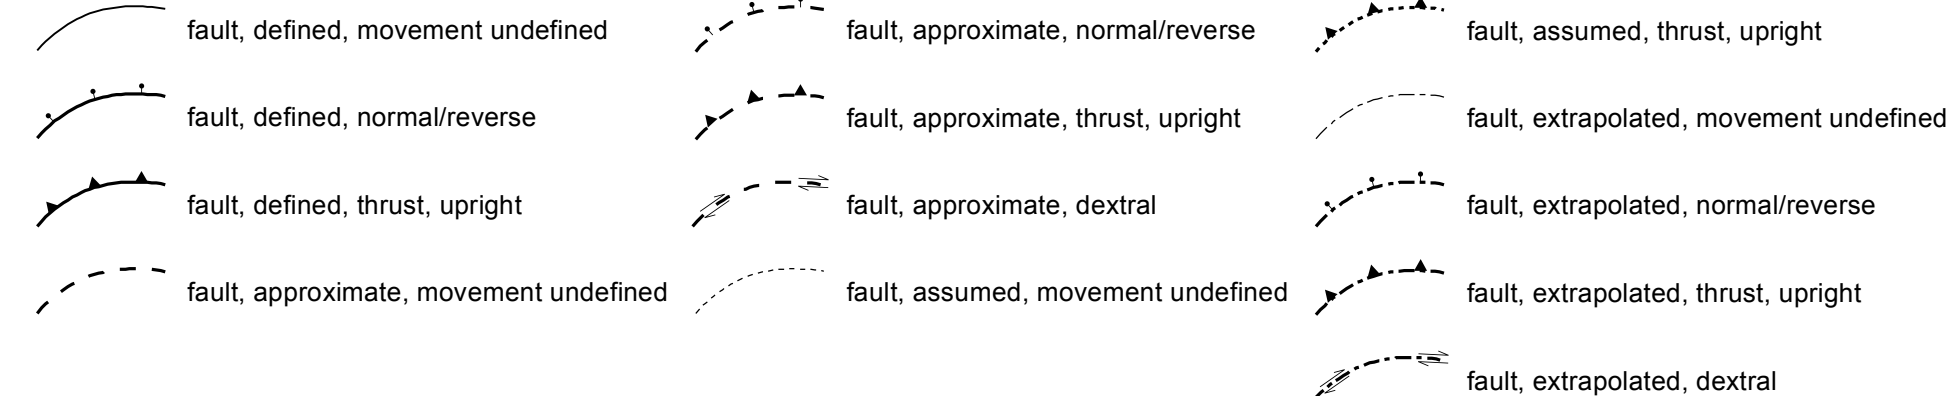 fault, defined, movement undefined
fault, defined, normal/reverse
fault, defined, thrust, upright
fault, approximate, movement undefined
fault, approximate, normal/reverse
fault, approximate, thrust, upright
fault, approximate, dextral
fault, assumed, movement undefined
fault, assumed, thrust, upright
fault, extrapolated, movement undefined
fault, extrapolated, normal/reverse
fault, extrapolated, thrust, upright
fault, extrapolated, dextral